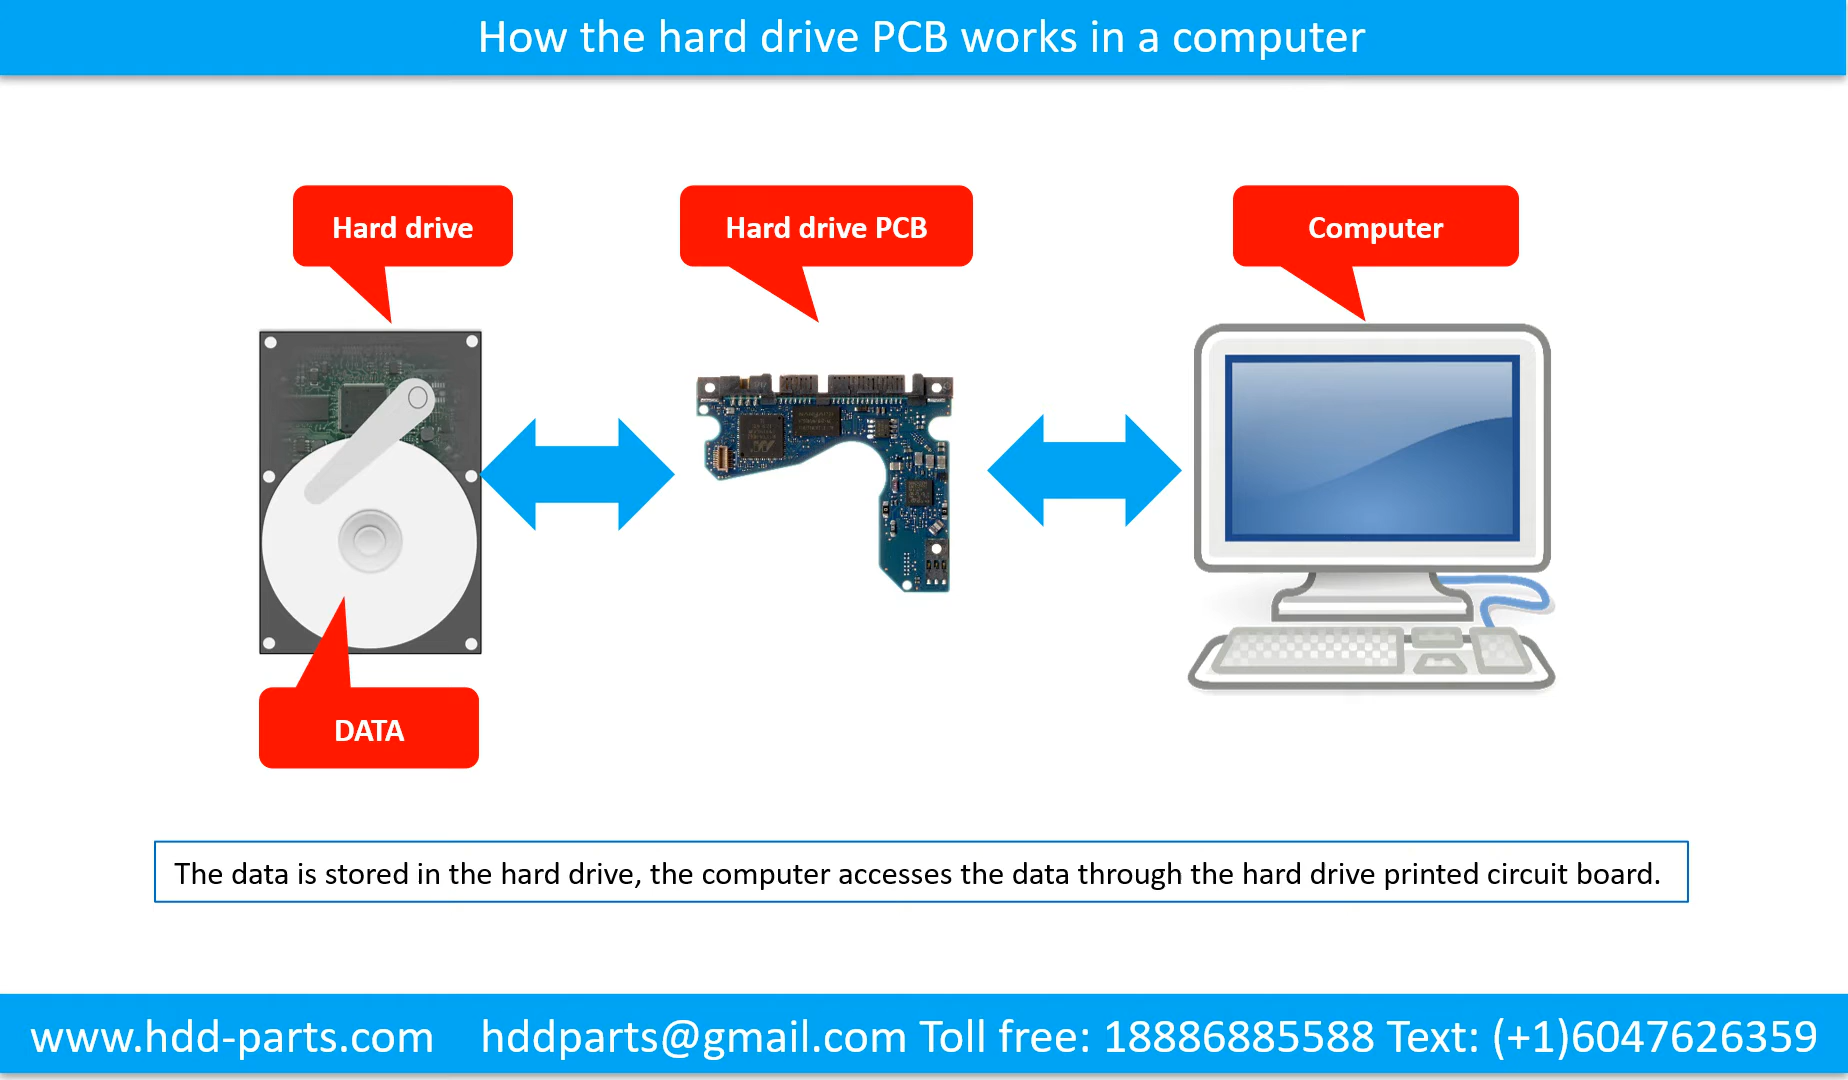 How the hard drive PCB works in a computer
Hard drive
Hard drive PCB
Computer
DATA
The data is stored in the hard drive, the computer accesses the data through the hard drive printed circuit board.
www.hdd-parts.com hddparts@gmail.com Toll free: 18886885588 Text: (+1)6047626359